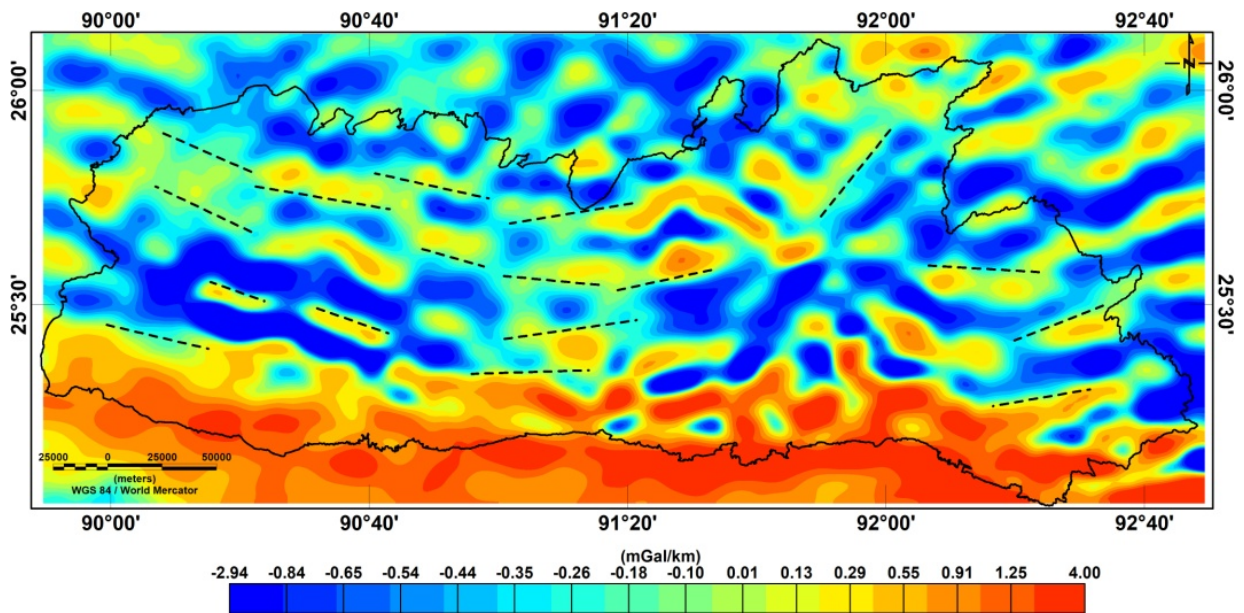 90°00' 90°40' 91°20' 92°00' 92°40'
N
26°00' 26°00'
25°30' 25°30'
25000 0 25000 50000
(meters)
WGS 84 / World Mercator
90°00' 90°40' 91°20' 92°00' 92°40'
(mGal/km)
-2.94 -0.84 -0.65 -0.54 -0.44 -0.35 -0.26 -0.18 -0.10 0.01 0.13 0.29 0.55 0.91 1.25 4.00